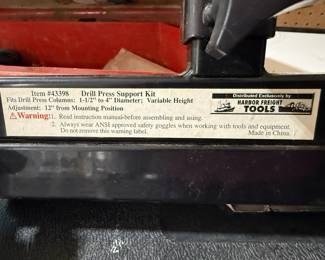 Item #43398 Drill Press Support Kit
Fits Drill Press Columns: 1-1/2" to 4" Diameter; Variable Height
Adjustment: 12" from Mounting Position
⚠Warning: 1. Read instruction manual-before assembling and using.
2. Always wear ANSI approved safety goggles when working with tools and equipment.
Do not remove this warning label.
Distributed Exclusively by
HARBOR FREIGHT
TOOLS
Made in China.